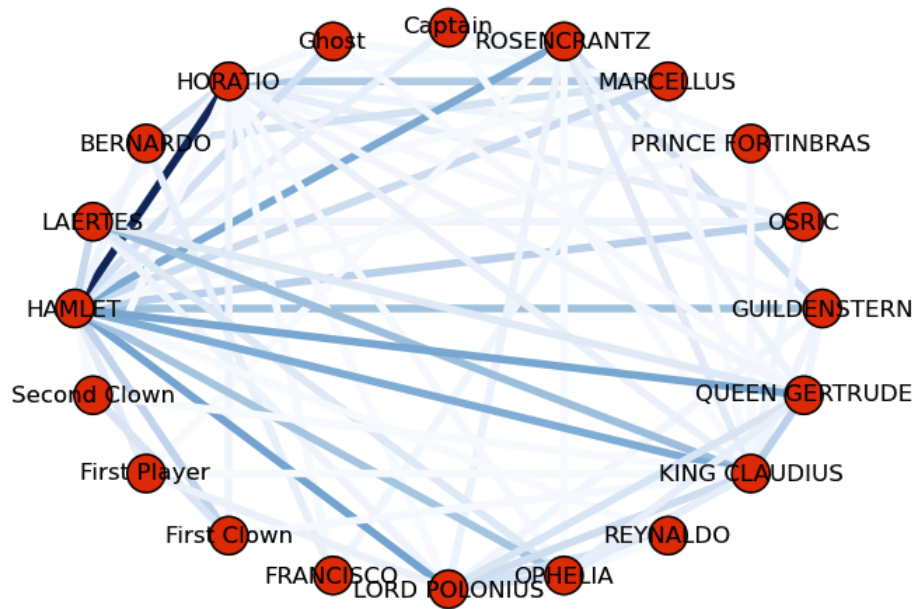 Captain
Ghost
ROSENCRANTZ
HORATIO
MARCELLUS
BERNARDO
PRINCE FORTINBRAS
LAERTES
OSRIC
HAMLET
GUILDENSTERN
Second Clown
QUEEN GERTRUDE
First Player
KING CLAUDIUS
First Clown
REYNALDO
FRANCISCO
OPHELIA
LORD POLONIUS